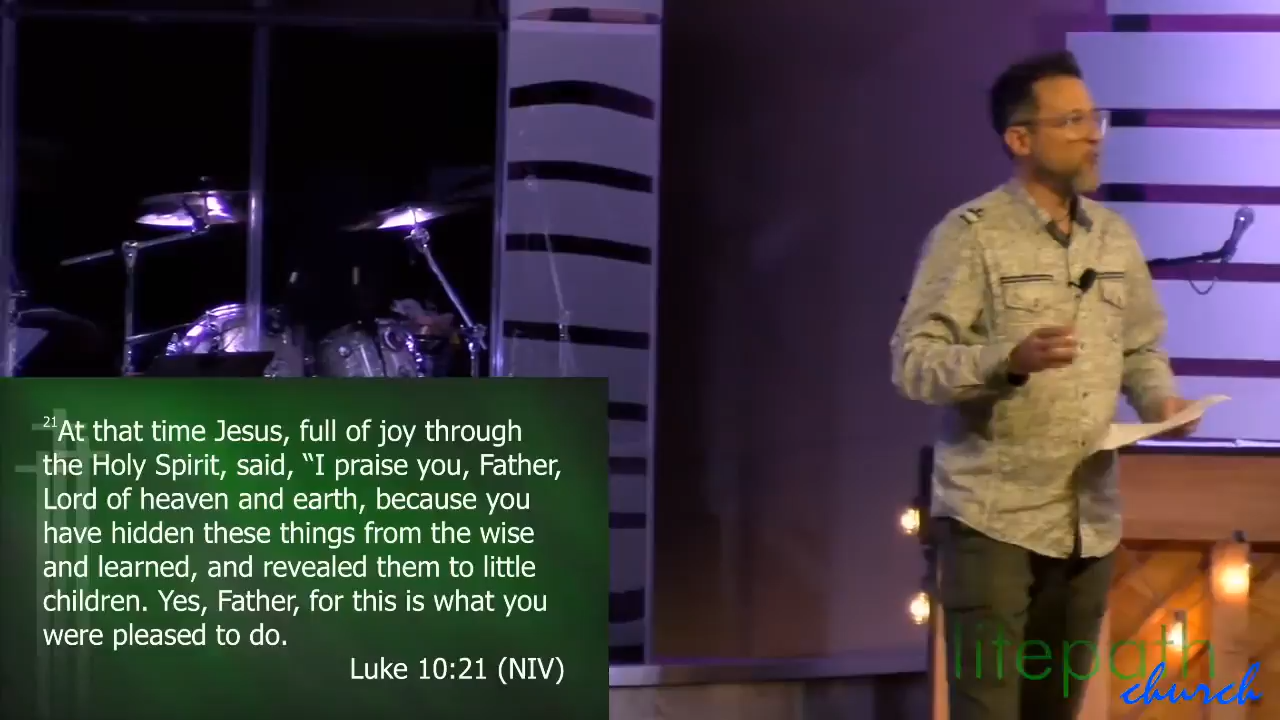 21At that time Jesus, full of joy through
the Holy Spirit, said, “I praise you, Father,
Lord of heaven and earth, because you
have hidden these things from the wise
and learned, and revealed them to little
children. Yes, Father, for this is what you
were pleased to do.
Luke 10:21 (NIV)
litepath
church